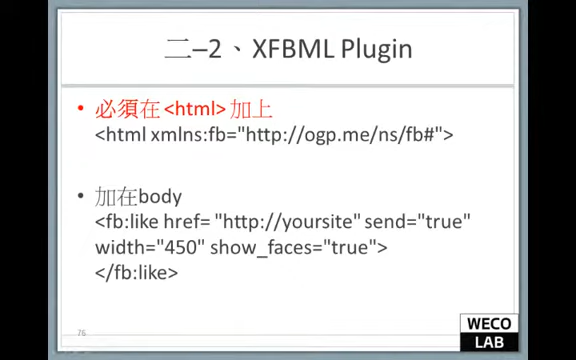 二–2、XFBML Plugin
• 必須在<html>加上
<html xmlns:fb="http://ogp.me/ns/fb#">
• 加在body
<fb:like href= "http://yoursite" send="true"
width="450" show_faces="true">
</fb:like>
76
WECO
LAB